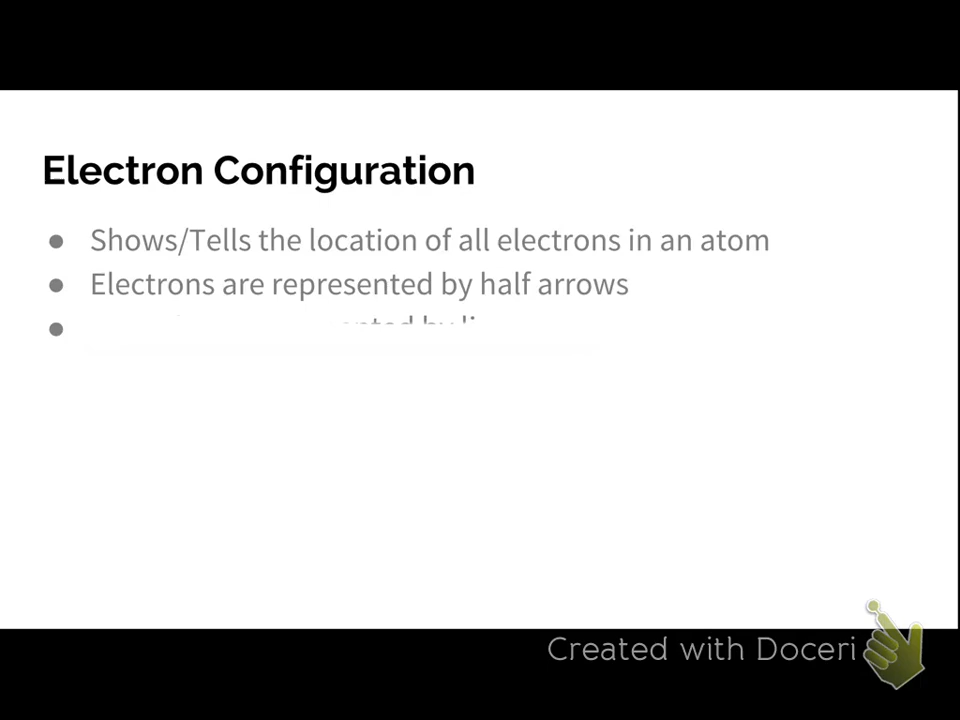 Electron Configuration
● Shows/Tells the location of all electrons in an atom
● Electrons are represented by half arrows
● by
Created with Doceri